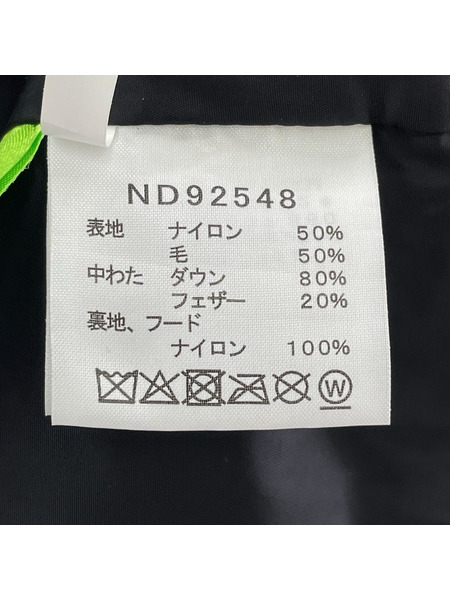 ND92548
表地 ナイロン 50%
毛 50%
中わた ダウン 80%
フェザー 20%
裏地、フード
ナイロン 100%
W